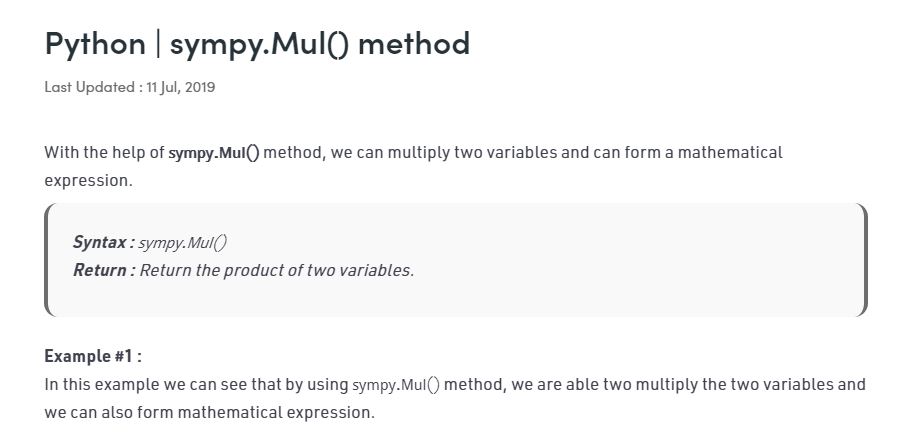 Python | sympy.Mul() method
Last Updated : 11 Jul, 2019
With the help of sympy.Mul() method, we can multiply two variables and can form a mathematical
expression.
Syntax : sympy.Mul()
Return : Return the product of two variables.
Example #1 :
In this example we can see that by using sympy.Mul() method, we are able two multiply the two variables and
we can also form mathematical expression.